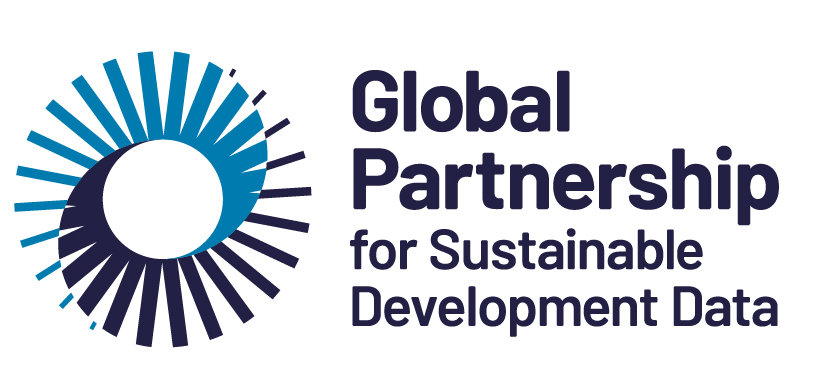 Global
Partnership
for Sustainable
Development Data